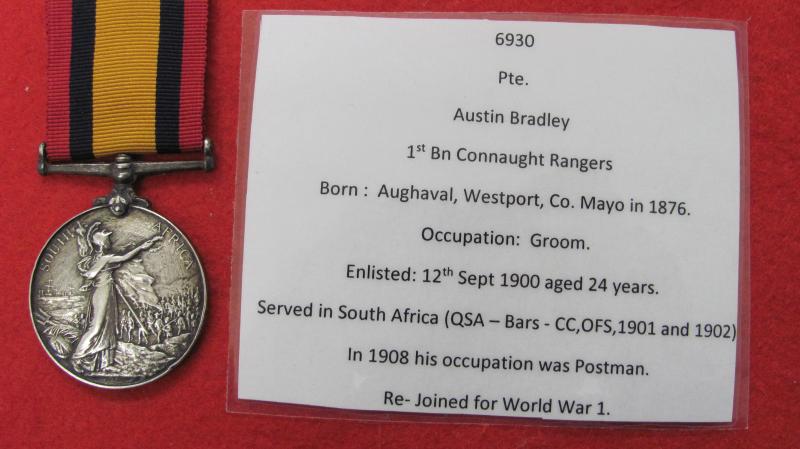 SOUTH AFRICA
6930
Pte.
Austin Bradley
1st Bn Connaught Rangers
Born : Aughaval, Westport, Co. Mayo in 1876.
Occupation: Groom.
Enlisted: 12th Sept 1900 aged 24 years.
Served in South Africa (QSA – Bars - CC,OFS,1901 and 1902)
In 1908 his occupation was Postman.
Re- Joined for World War 1.